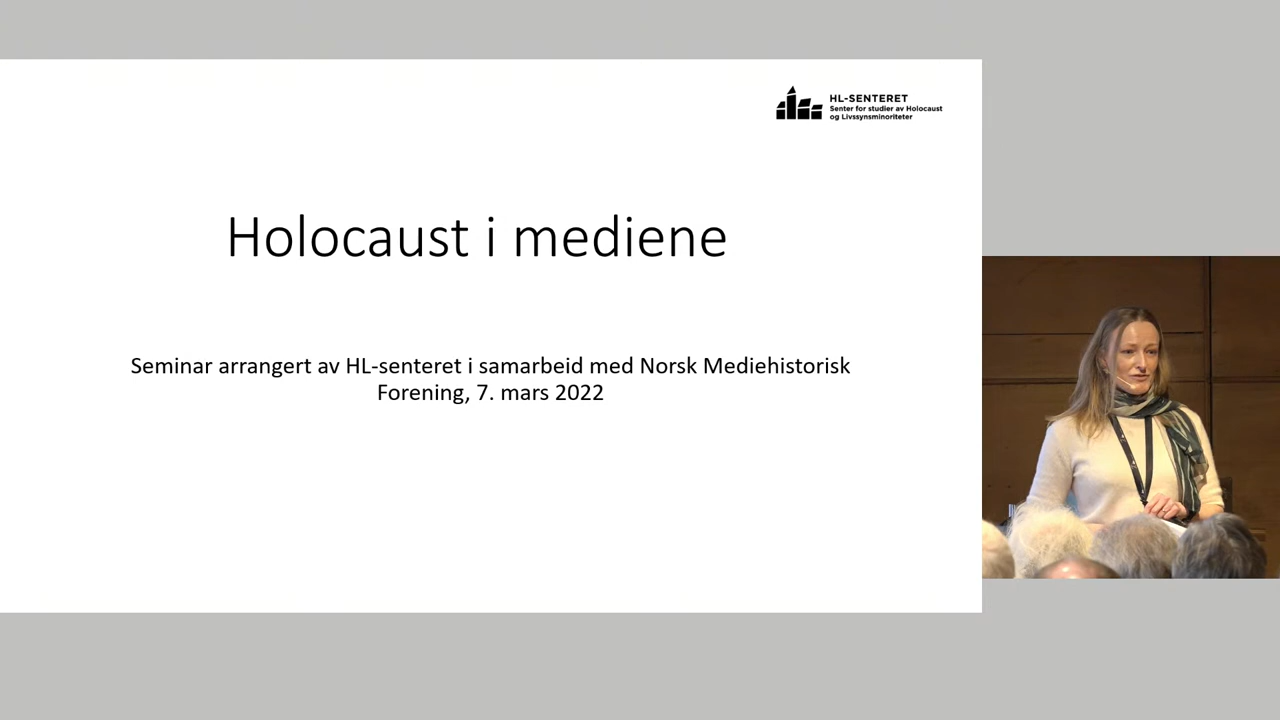 HL-SENTERET
Senter for studier av Holocaust
og Livssynsminoriteter
Holocaust i mediene
Seminar arrangert av HL-senteret i samarbeid med Norsk Mediehistorisk
Forening, 7. mars 2022